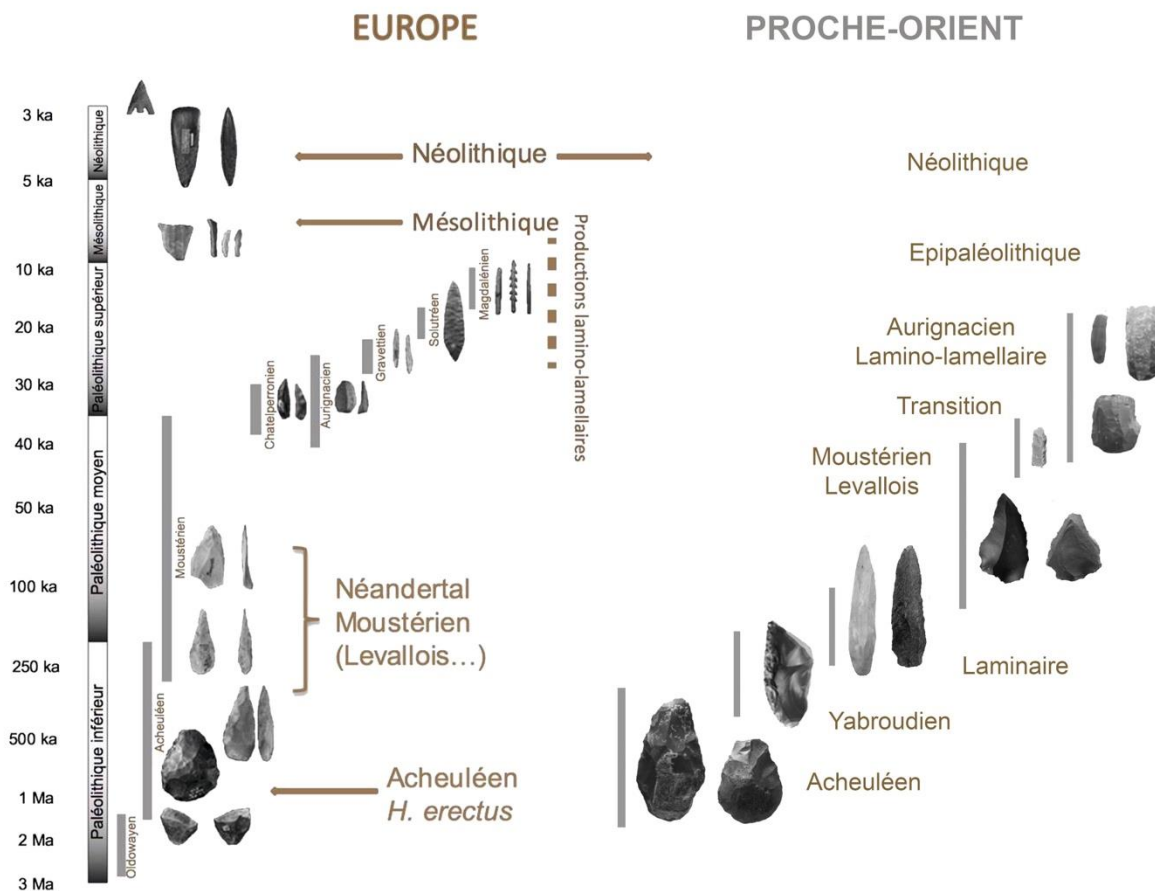 EUROPE
PROCHE-ORIENT
3 ka
5 ka
10 ka
20 ka
30 ka
40 ka
50 ka
100 ka
250 ka
500 ka
1 Ma
2 Ma
3 Ma
Néolithique
Mésolithique
Paléolithique supérieur
Paléolithique moyen
Paléolithique inférieur
Oldowayen
Acheuléen
Moustérien
Chatelperronien
Aurignacien
Gravettien
Solutréen
Magdalénien
Productions lamino-lamellaires
Néolithique
Mésolithique
Néandertal
Moustérien
(Levallois…)
Acheuléen
H. erectus
Néolithique
Epipaléolithique
Aurignacien
Lamino-lamellaire
Transition
Moustérien
Levallois
Laminaire
Yabroudien
Acheuléen